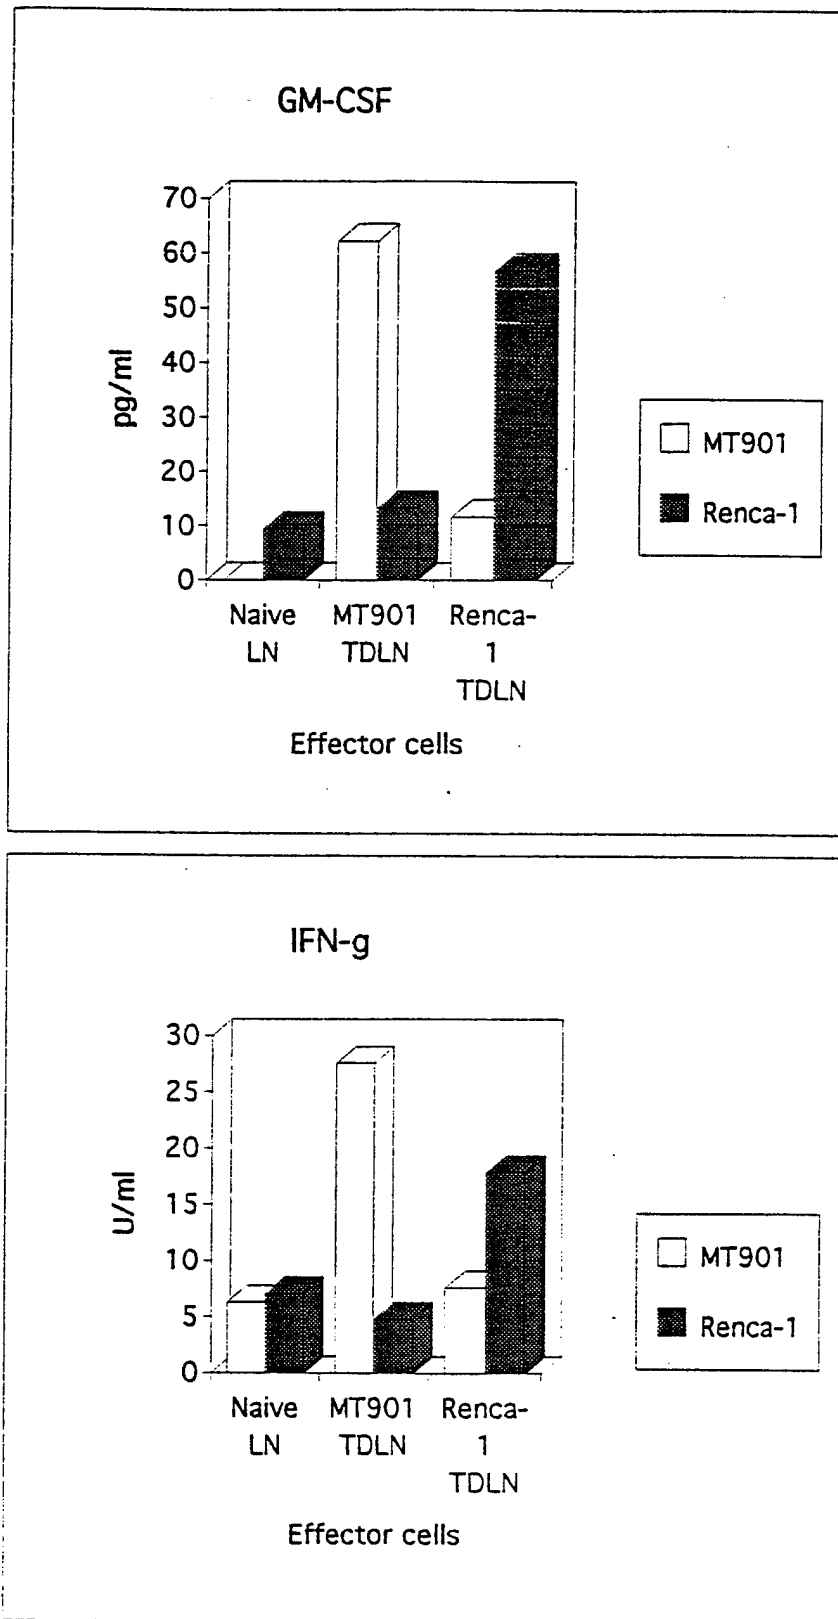 GM-CSF
70
60
50
40
30
20
10
0
pg/ml
Naive
LN
MT901
TDLN
Renca-
1
TDLN
Effector cells
MT901
Renca-1
IFN-g
30
25
20
15
10
5
0
U/ml
Naive
LN
MT901
TDLN
Renca-
1
TDLN
Effector cells
MT901
Renca-1